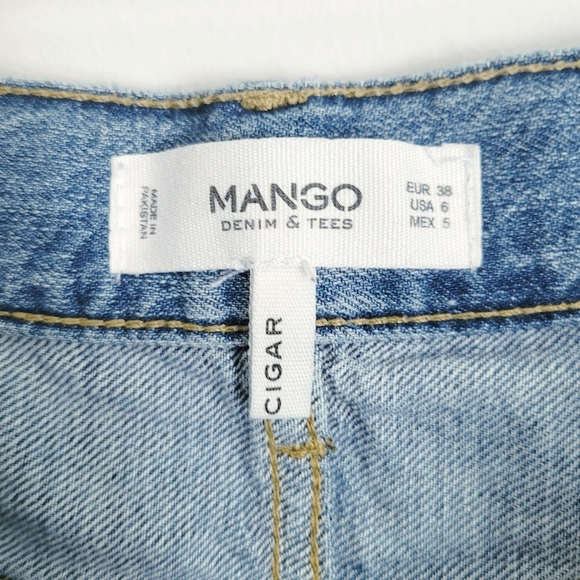 MADE IN
PAKISTAN
MANGO
DENIM & TEES
EUR 38
USA 6
MEX 5
CIGAR